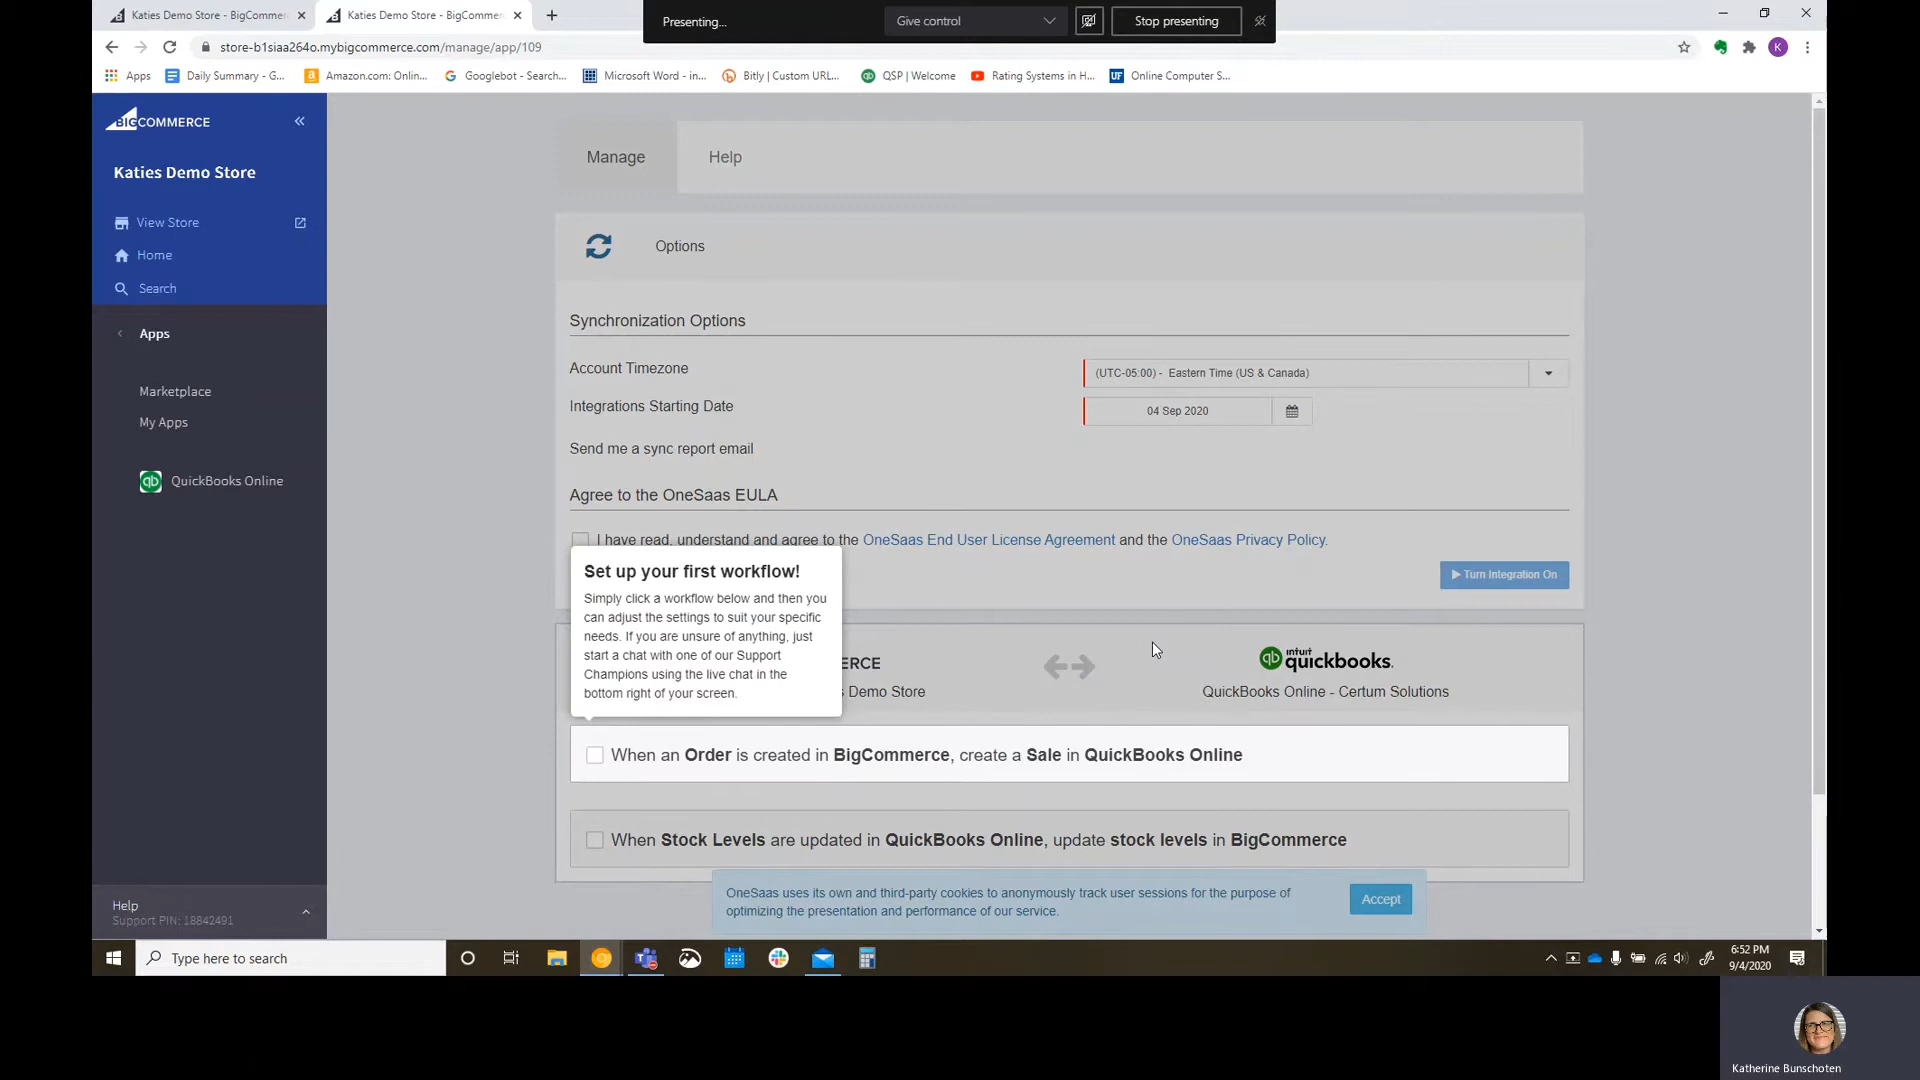 Katies Demo Store - BigCommer
Katies Demo Store - BigCommer
Presenting...
Give control
Stop presenting
store-b1siaa264o.mybigcommerce.com/manage/app/109
K
Apps
Daily Summary - G...
Amazon.com: Onlin...
Googlebot - Search...
Microsoft Word - in...
Bitly | Custom URL...
QSP | Welcome
Rating Systems in H...
UF
Online Computer S...
BIGCOMMERCE
Katies Demo Store
View Store
Home
Search
Apps
Marketplace
My Apps
qb QuickBooks Online
Help
Support PIN: 18842491
Manage
Help
Options
Synchronization Options
Account Timezone
(UTC-05:00) - Eastern Time (US & Canada)
Integrations Starting Date
04 Sep 2020
Send me a sync report email
Agree to the OneSaas EULA
I have read, understand and agree to the OneSaas End User License Agreement and the OneSaas Privacy Policy.
Turn Integration On
Set up your first workflow!
Simply click a workflow below and then you
can adjust the settings to suit your specific
needs. If you are unsure of anything, just
start a chat with one of our Support
Champions using the live chat in the
bottom right of your screen.
ERCE
s Demo Store
qb intuit quickbooks.
QuickBooks Online - Certum Solutions
When an Order is created in BigCommerce, create a Sale in QuickBooks Online
When Stock Levels are updated in QuickBooks Online, update stock levels in BigCommerce
OneSaas uses its own and third-party cookies to anonymously track user sessions for the purpose of
optimizing the presentation and performance of our service.
Accept
Type here to search
6:52 PM
9/4/2020
Katherine Bunschoten